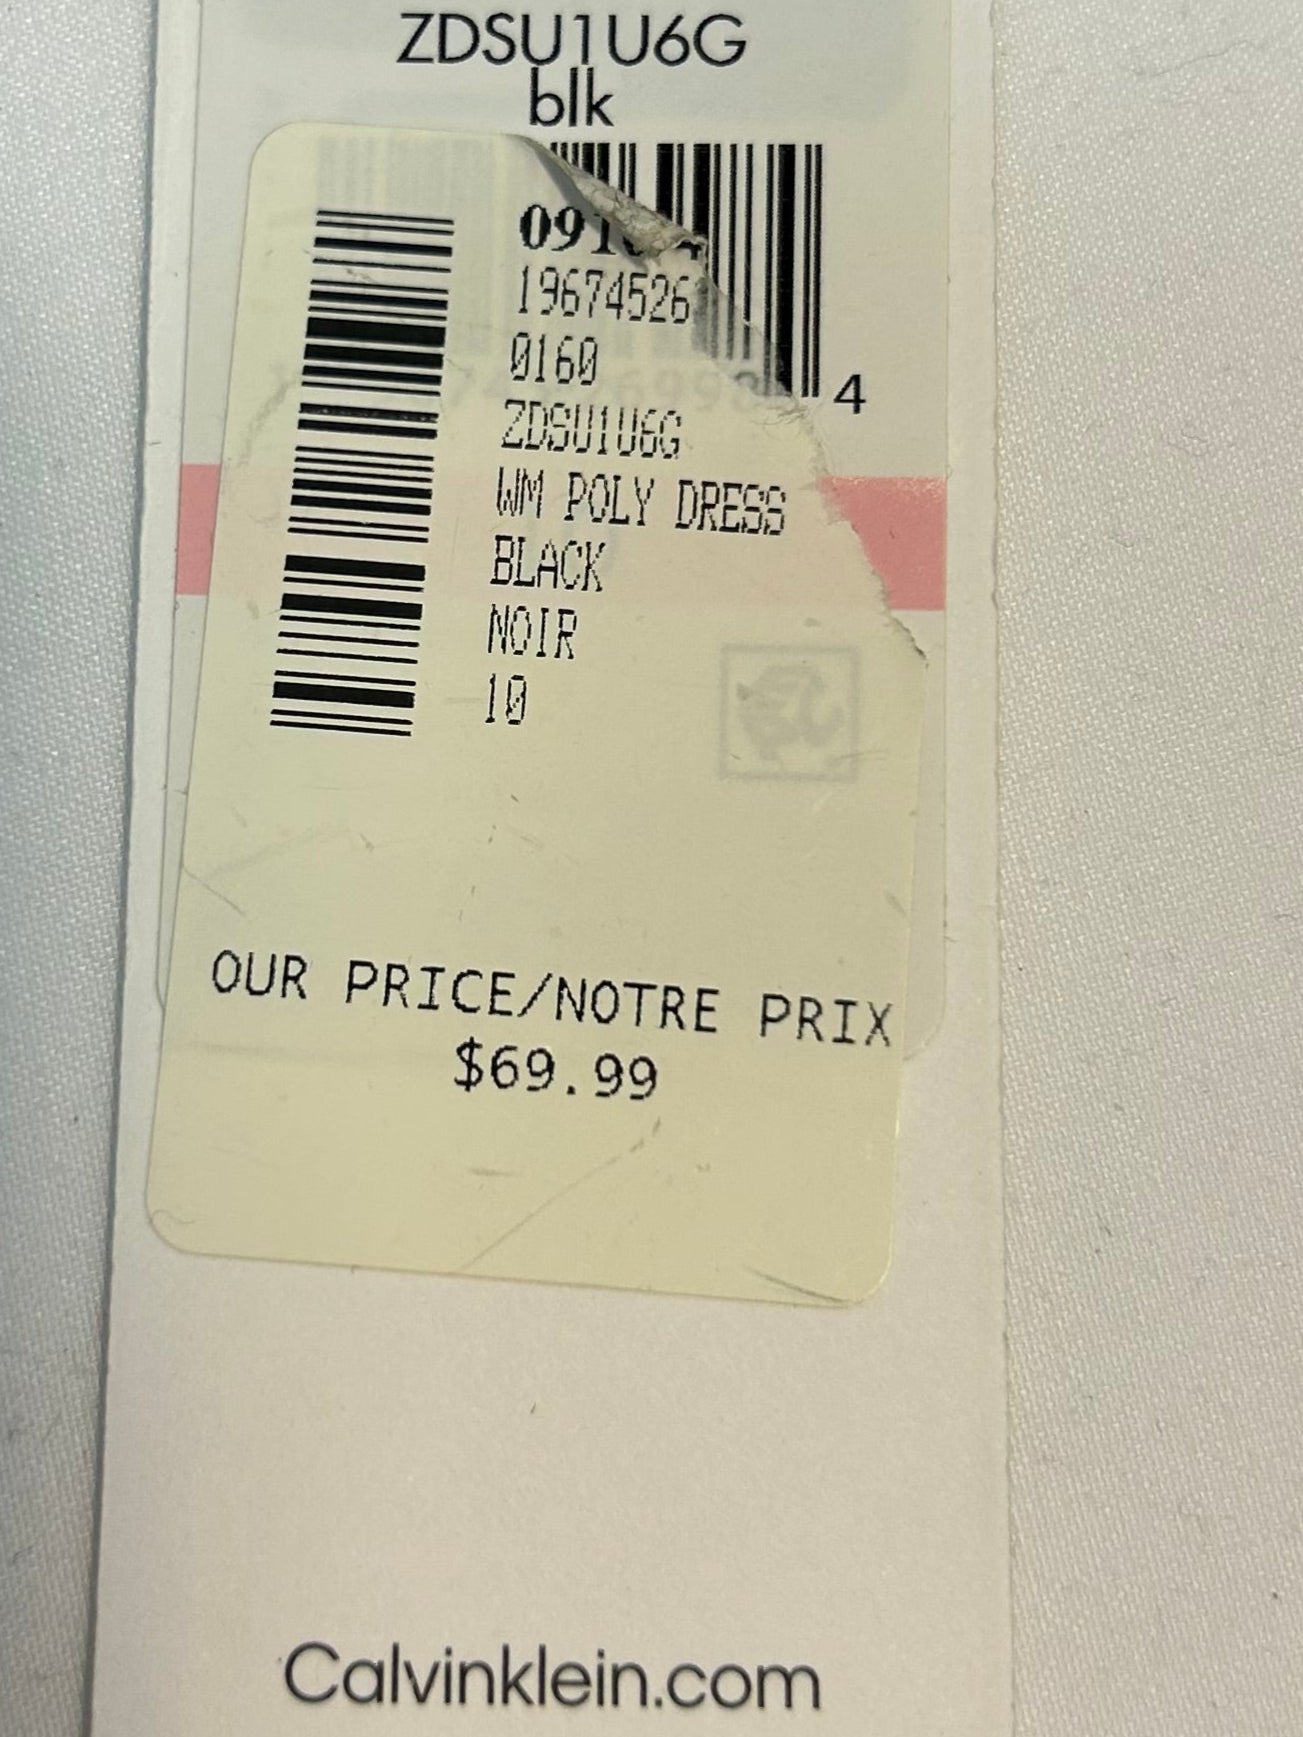 ZDSU1U6G
blk
19674526
0160
4
ZDSU1U6G
WM POLY DRESS
BLACK
NOIR
10
OUR PRICE/NOTRE PRIX
$69.99
Calvinklein.com